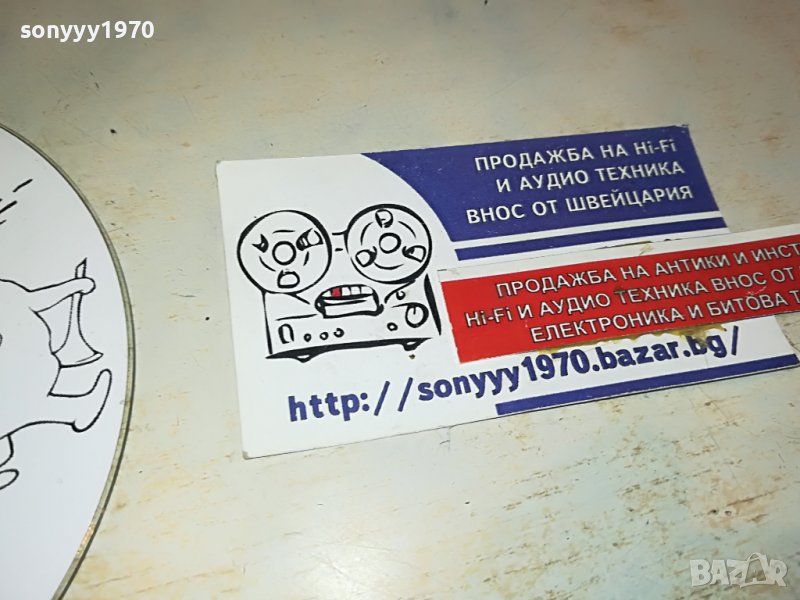 sonyyy1970
ПРОДАЖБА НА Hi-Fi
И АУДИО ТЕХНИКА
ВНОС ОТ ШВЕЙЦАРИЯ
ПРОДАЖБА НА АНТИКИ И
Hi-Fi И АУДИО ТЕХНИКА ВНОС ОТ
ЕЛЕКТРОНИКА И БИТОВА
http://sonyyy1970.bazar.bg/
BAZAR